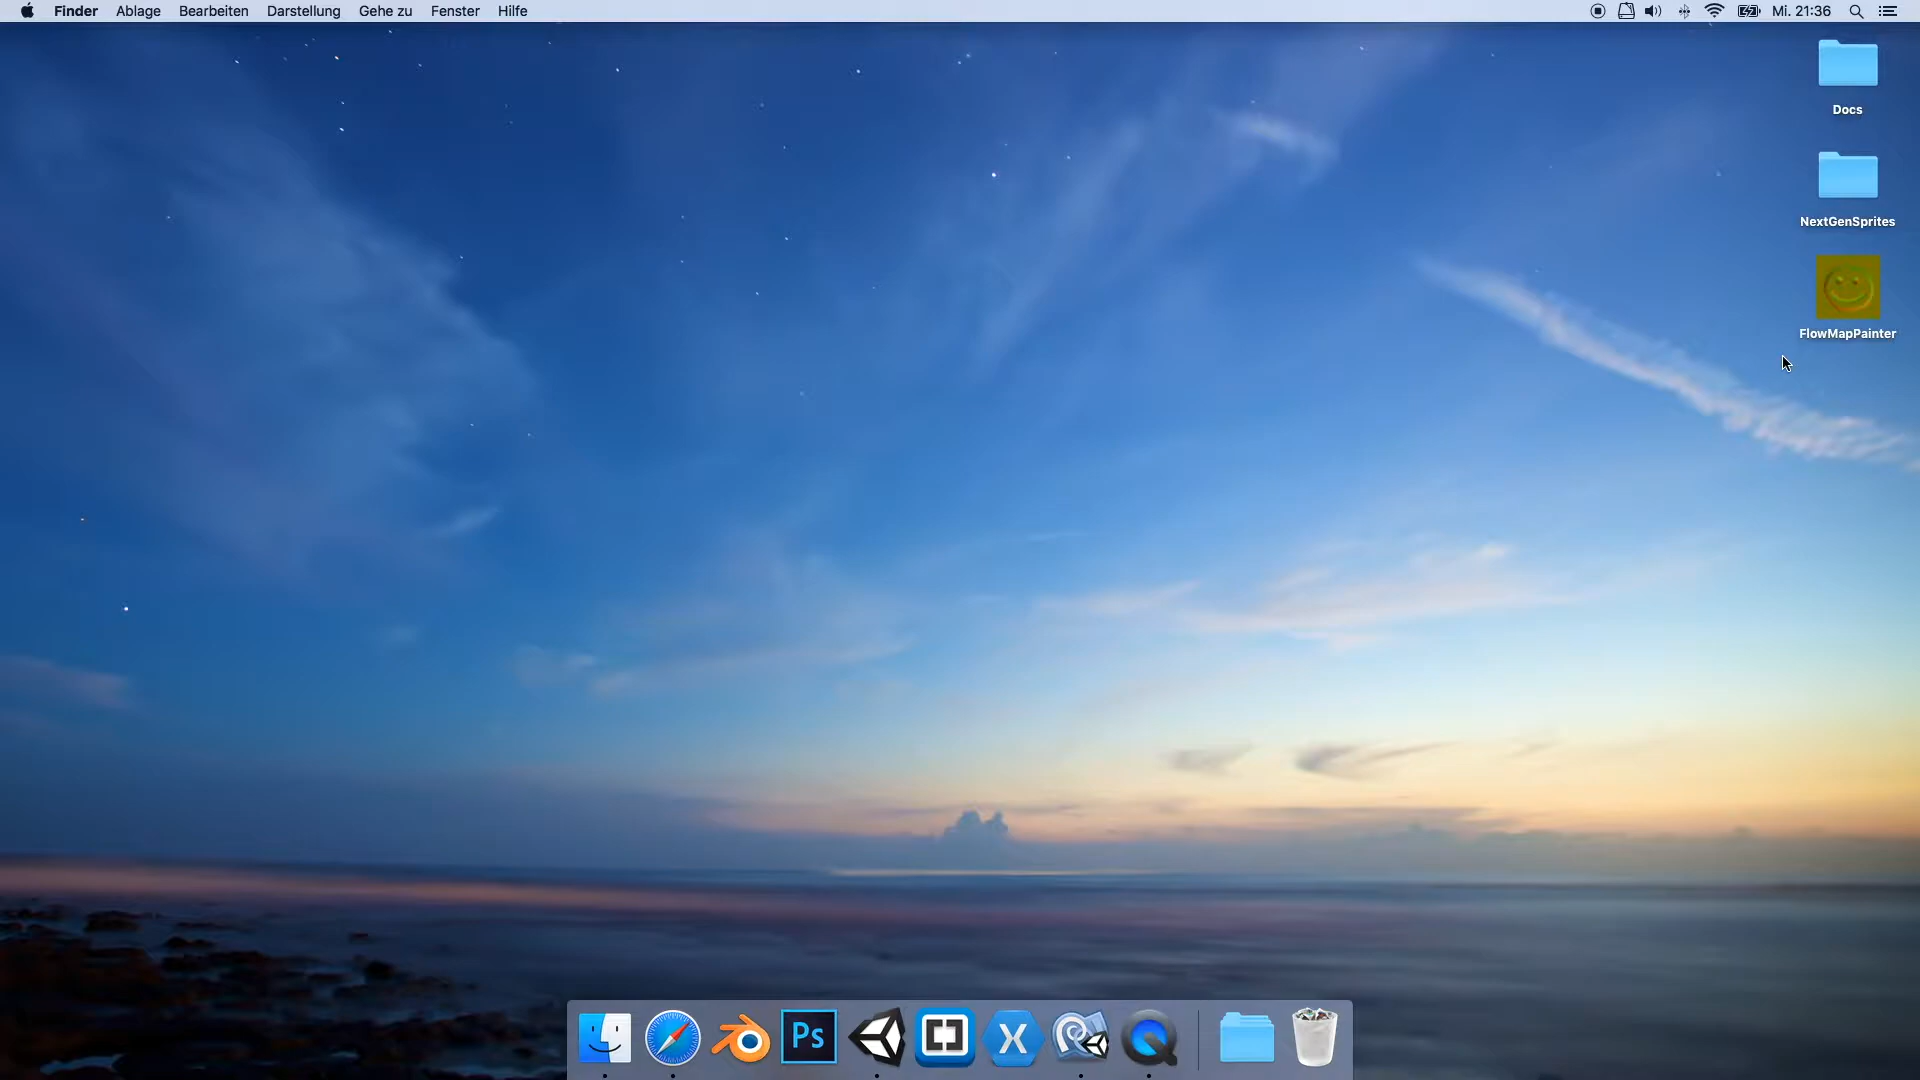 Finder Ablage Bearbeiten Darstellung Gehe zu Fenster Hilfe Mi. 21:36
Docs
NextGenSprites
FlowMapPainter
Ps